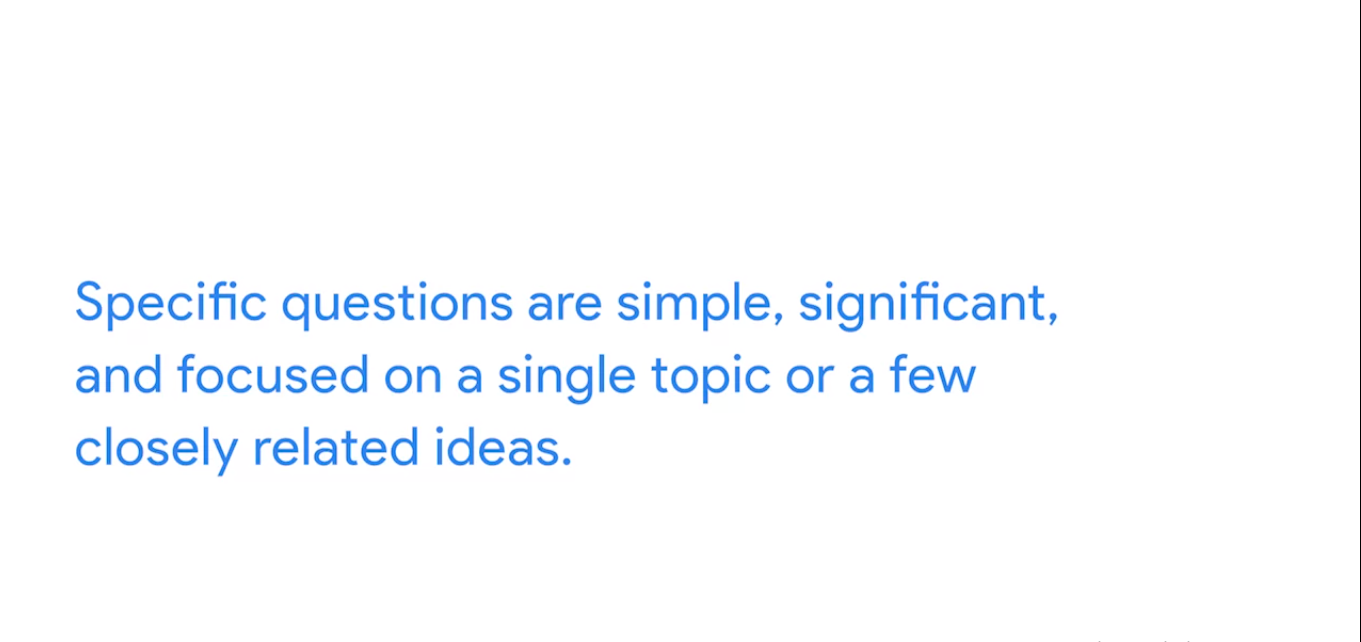 Specific questions are simple, significant,
and focused on a single topic or a few
closely related ideas.